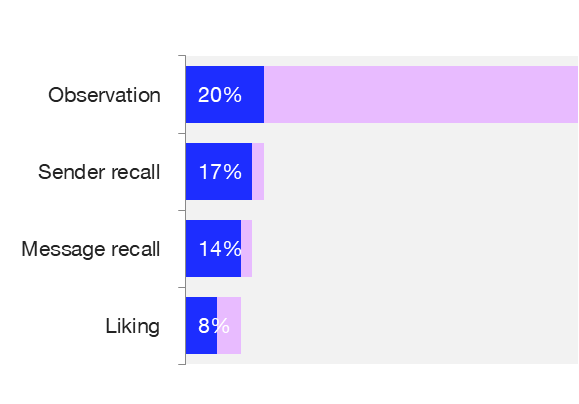 Observation 20%
Sender recall 17%
Message recall 14%
Liking 8%